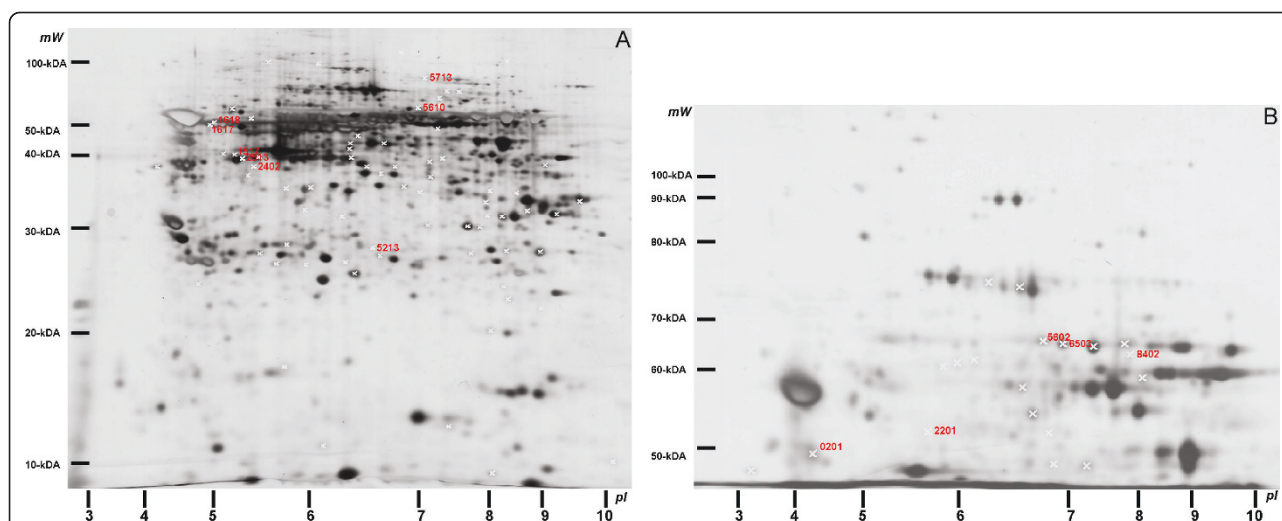 A
mW
100-kDA
5713
5610
1648
50-kDA
1617
40-kDA
2402
30-kDA
5213
20-kDA
10-kDA
3 4 5 6 7 8 9 10 pI
B
mW
100-kDA
90-kDA
80-kDA
70-kDA
5602
6503
8402
60-kDA
2201
0201
50-kDA
3 4 5 6 7 8 9 10 pI